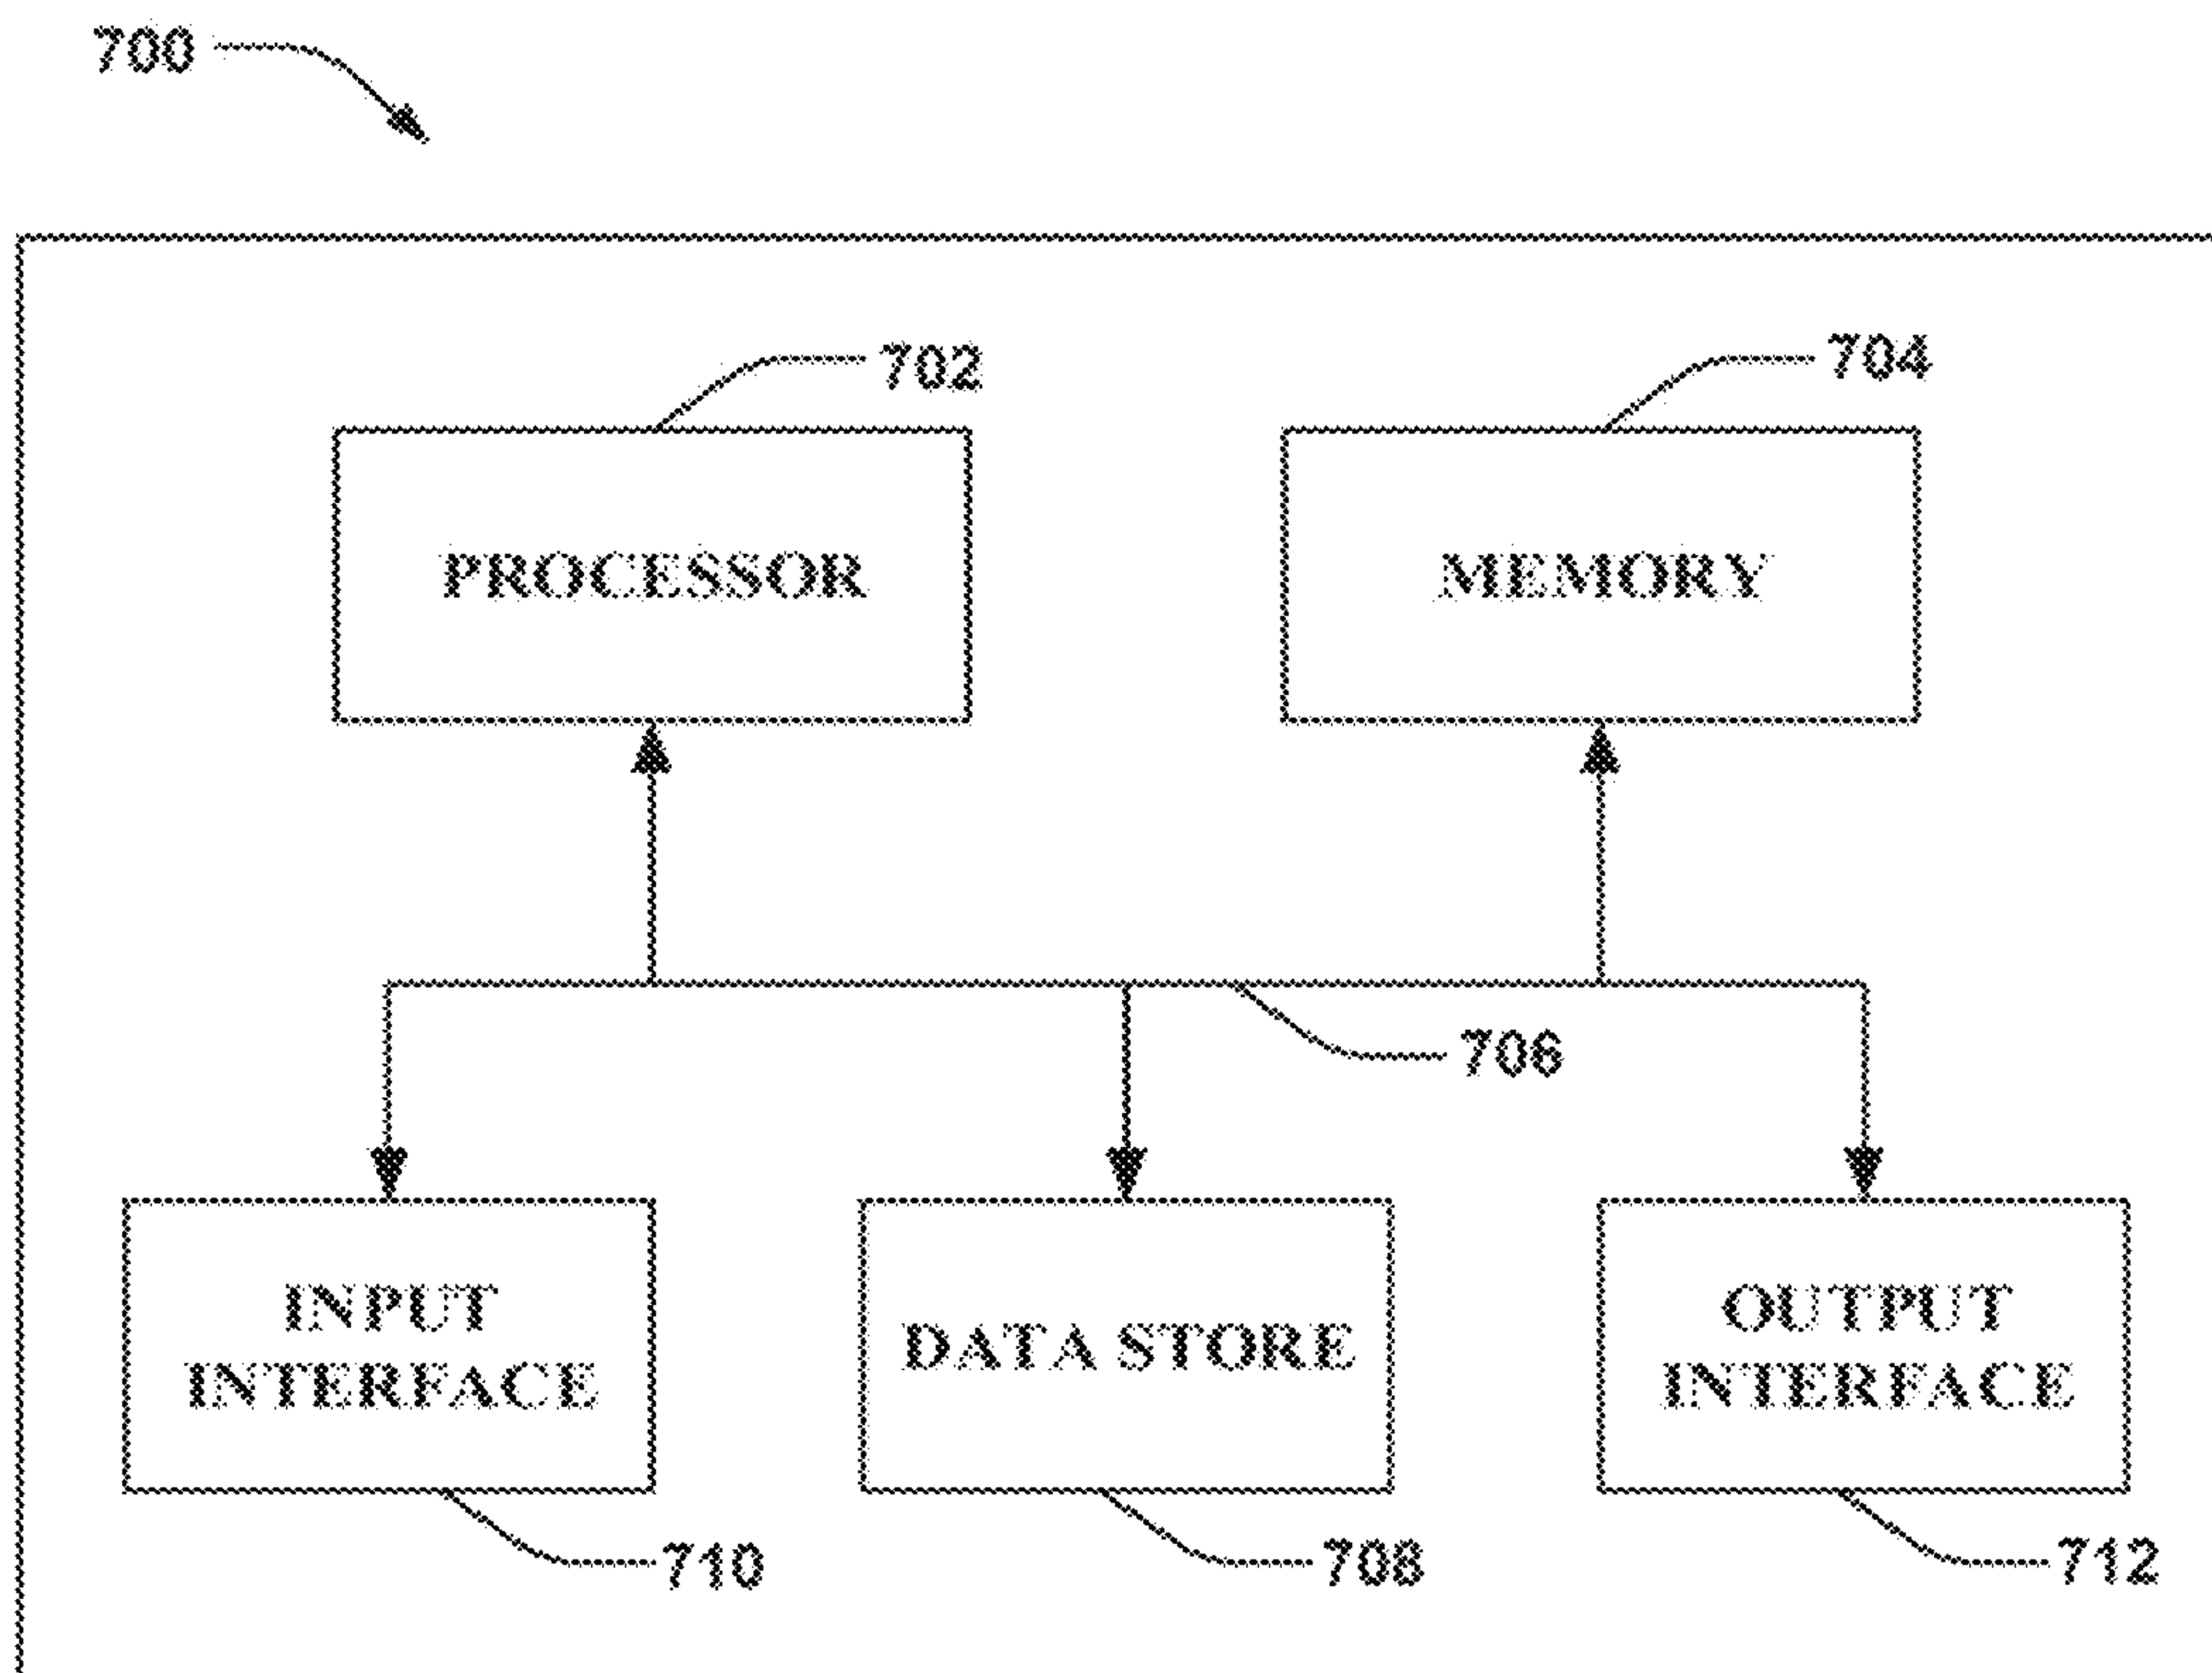 700
702
704
PROCESSOR
MEMORY
706
INPUT
INTERFACE
DATA STORE
OUTPUT
INTERFACE
710
708
712